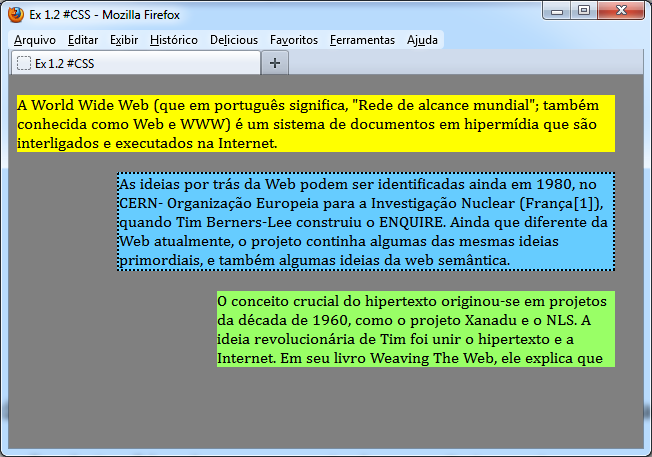 Ex 1.2 #CSS - Mozilla Firefox
Arquivo Editar Exibir Histórico Delicious Favoritos Ferramentas Ajuda
Ex 1.2 #CSS
A World Wide Web (que em português significa, "Rede de alcance mundial"; também
conhecida como Web e WWW) é um sistema de documentos em hipermídia que são
interligados e executados na Internet.
As ideias por trás da Web podem ser identificadas ainda em 1980, no
CERN- Organização Europeia para a Investigação Nuclear (França[1]),
quando Tim Berners-Lee construiu o ENQUIRE. Ainda que diferente da
Web atualmente, o projeto continha algumas das mesmas ideias
primordiais, e também algumas ideias da web semântica.
O conceito crucial do hipertexto originou-se em projetos
da década de 1960, como o projeto Xanadu e o NLS. A
ideia revolucionária de Tim foi unir o hipertexto e a
Internet. Em seu livro Weaving The Web, ele explica que